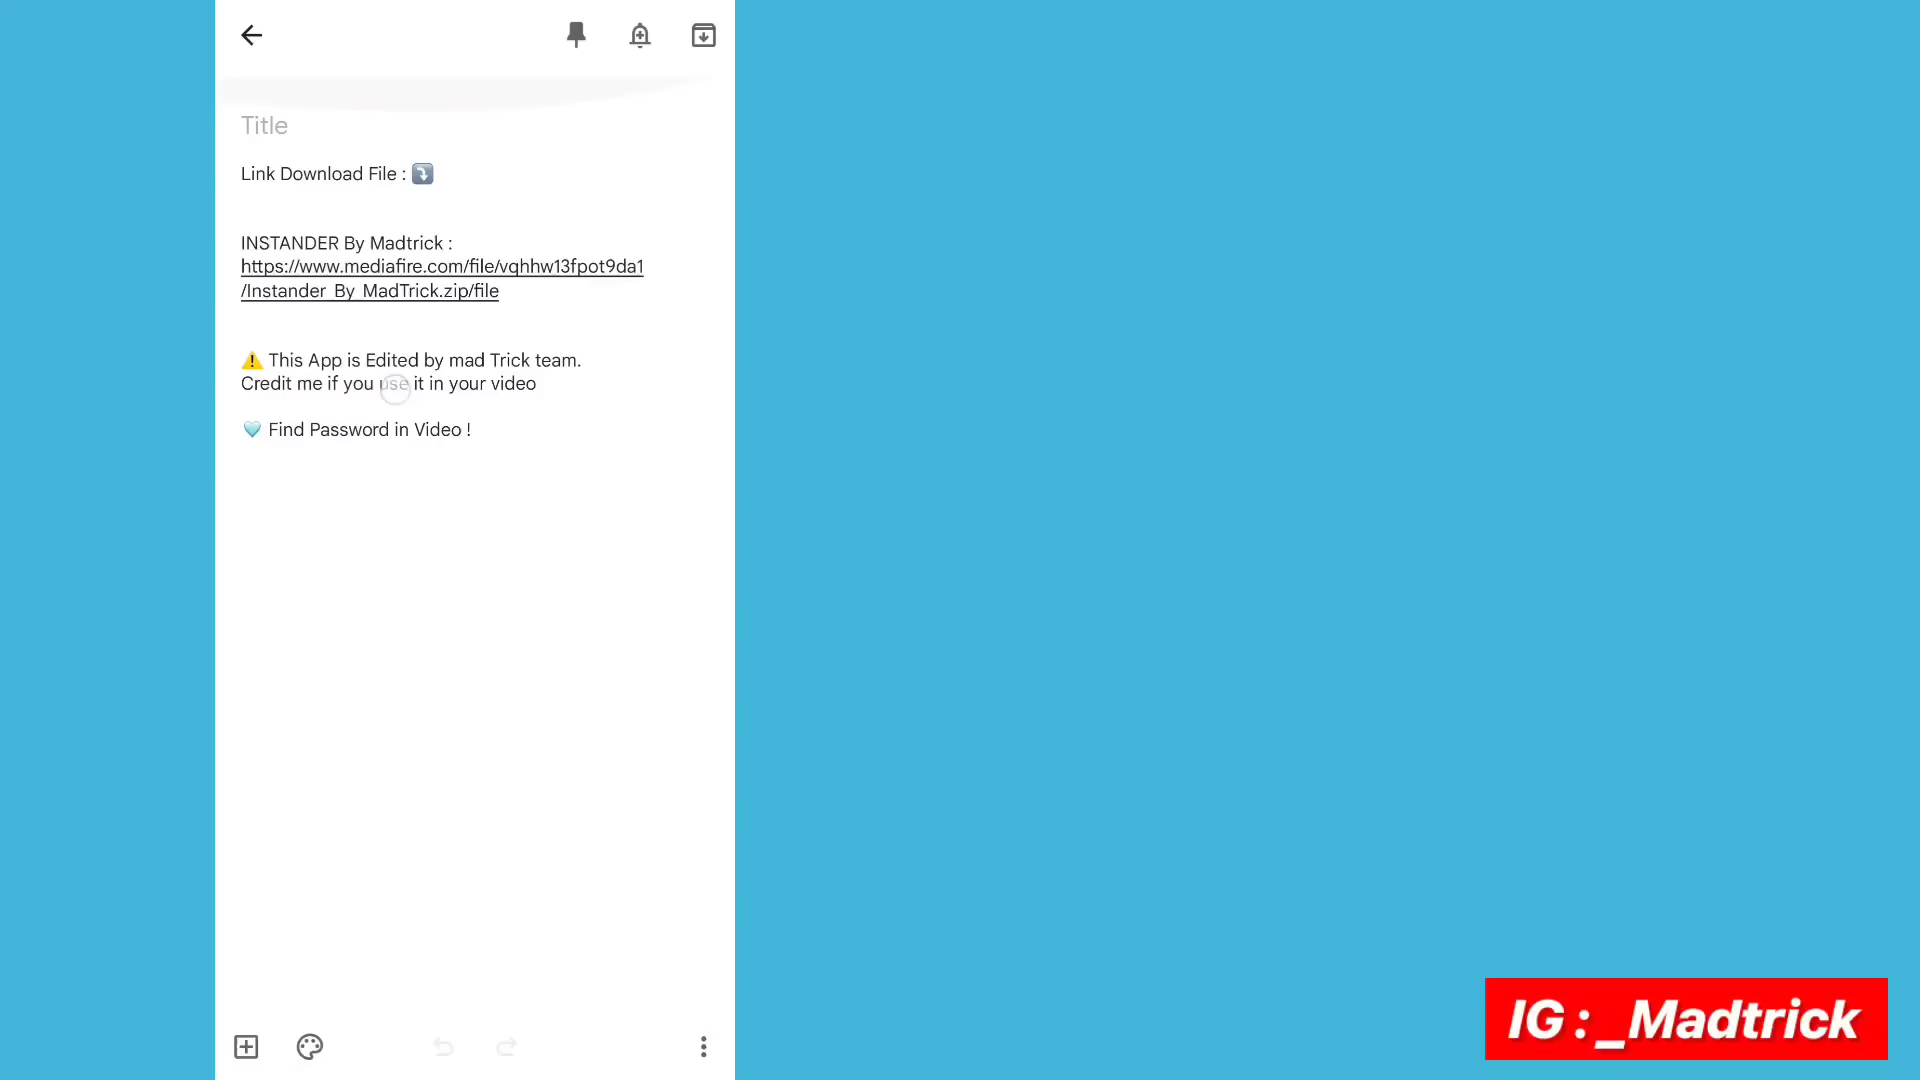 Title
Link Download File : ⤵️
INSTANDER By Madtrick :
https://www.mediafire.com/file/vqhhw13fpot9da1
/Instander_By_MadTrick.zip/file
⚠️ This App is Edited by mad Trick team.
Credit me if you use it in your video
🩵 Find Password in Video !
IG : _Madtrick